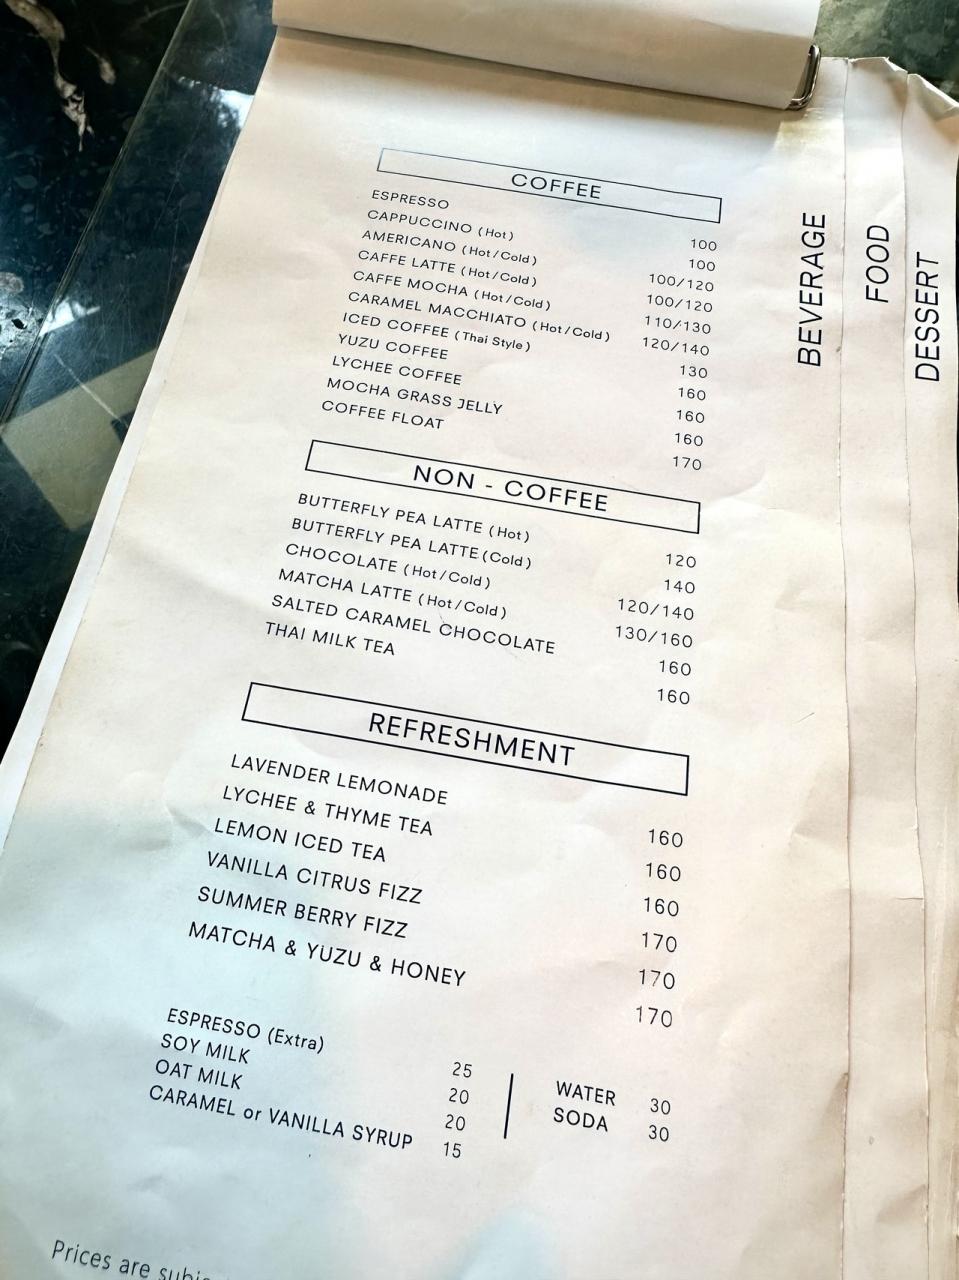 COFFEE
ESPRESSO 100
CAPPUCCINO (Hot) 100
AMERICANO (Hot/Cold) 100/120
CAFFE LATTE (Hot/Cold) 100/120
CAFFE MOCHA (Hot/Cold) 110/130
CARAMEL MACCHIATO (Hot/Cold) 120/140
ICED COFFEE (Thai Style) 130
YUZU COFFEE 160
LYCHEE COFFEE 160
MOCHA GRASS JELLY 160
COFFEE FLOAT 170
NON - COFFEE
BUTTERFLY PEA LATTE (Hot) 120
BUTTERFLY PEA LATTE (Cold) 140
CHOCOLATE (Hot/Cold) 120/140
MATCHA LATTE (Hot/Cold) 130/160
SALTED CARAMEL CHOCOLATE 160
THAI MILK TEA 160
REFRESHMENT
LAVENDER LEMONADE 160
LYCHEE & THYME TEA 160
LEMON ICED TEA 160
VANILLA CITRUS FIZZ 170
SUMMER BERRY FIZZ 170
MATCHA & YUZU & HONEY 170
ESPRESSO (Extra) 25
SOY MILK 20
OAT MILK 20
CARAMEL or VANILLA SYRUP 15
WATER 30
SODA 30
Prices are
BEVERAGE
FOOD
DESSERT